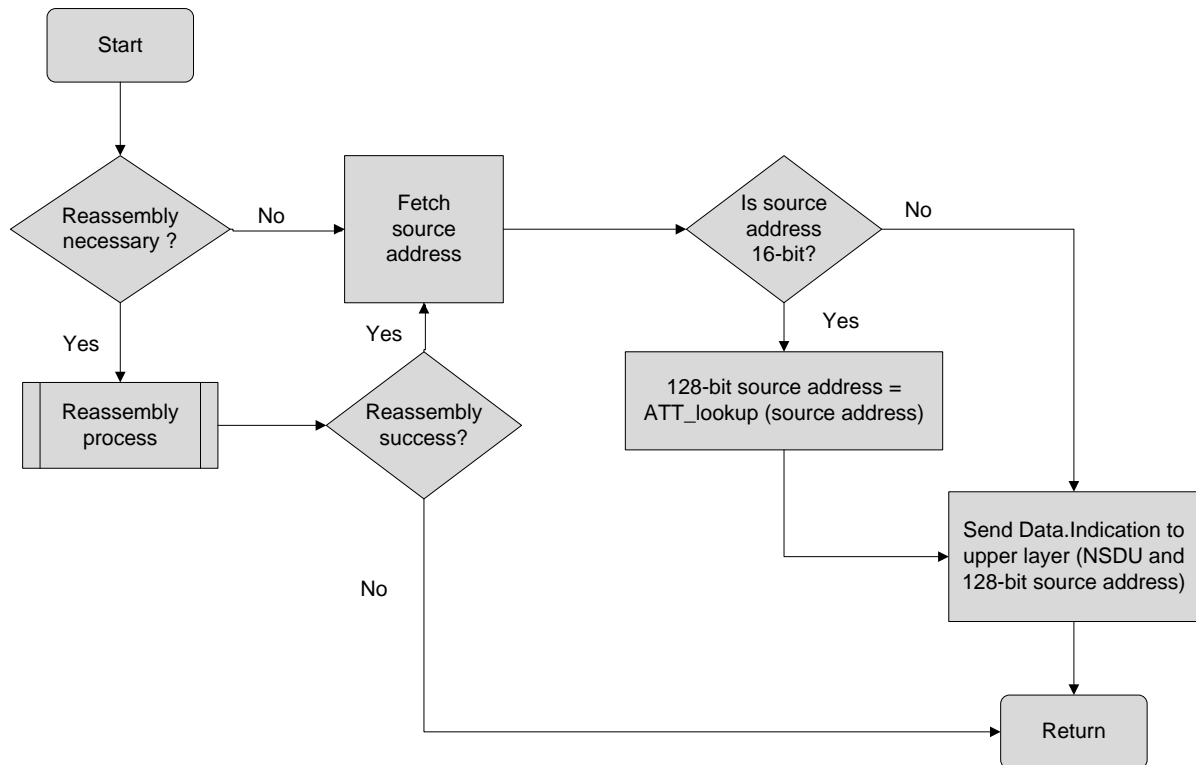 Start
Reassembly
necessary ?
No
Yes
Reassembly
process
Reassembly
success?
Yes
No
Fetch
source
address
Is source
address
16-bit?
No
Yes
128-bit source address =
ATT_lookup (source address)
Send Data.Indication to
upper layer (NSDU and
128-bit source address)
Return